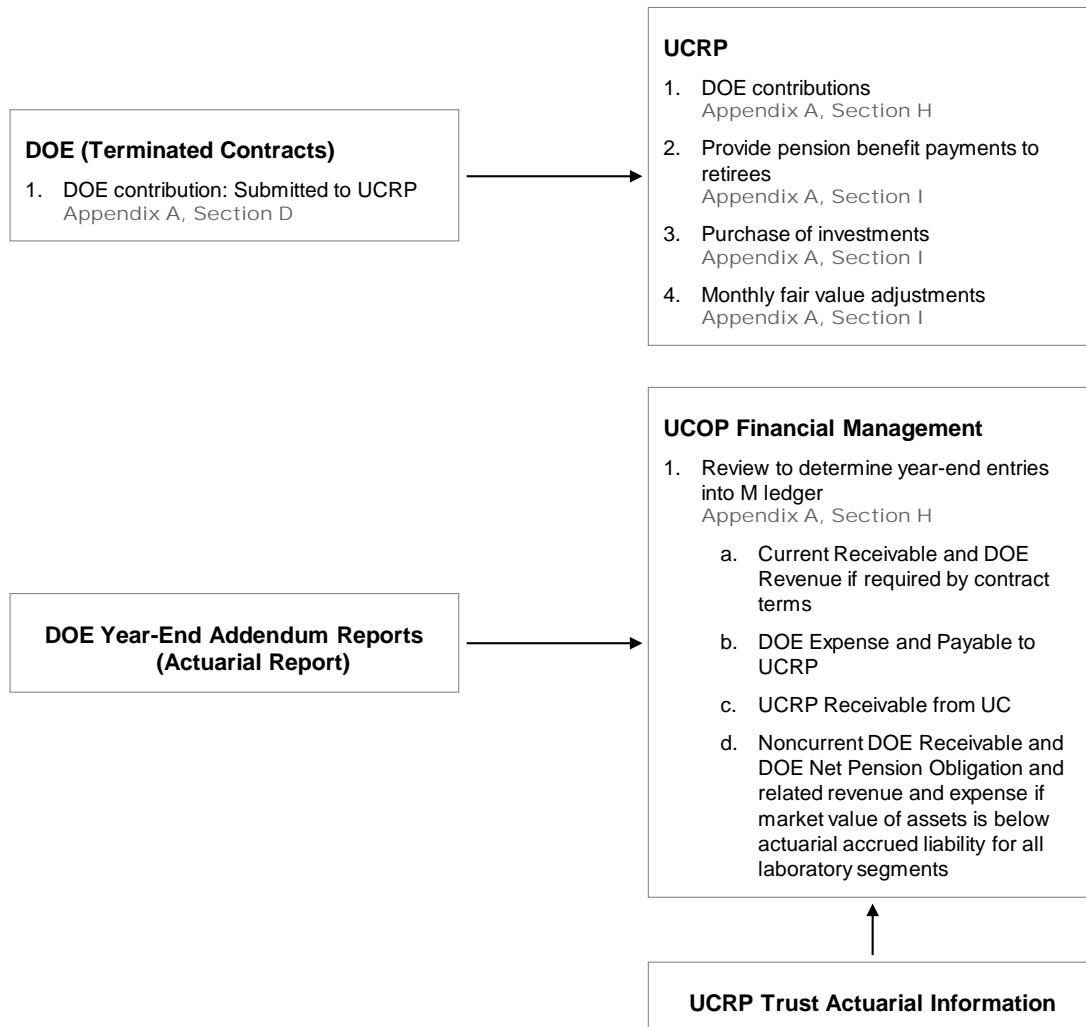 DOE (Terminated Contracts)
1. DOE contribution: Submitted to UCRP
Appendix A, Section D
UCRP
1. DOE contributions
Appendix A, Section H
2. Provide pension benefit payments to
retirees
Appendix A, Section I
3. Purchase of investments
Appendix A, Section I
4. Monthly fair value adjustments
Appendix A, Section I
DOE Year-End Addendum Reports
(Actuarial Report)
UCOP Financial Management
1. Review to determine year-end entries
into M ledger
Appendix A, Section H
a. Current Receivable and DOE
Revenue if required by contract
terms
b. DOE Expense and Payable to
UCRP
c. UCRP Receivable from UC
d. Noncurrent DOE Receivable and
DOE Net Pension Obligation and
related revenue and expense if
market value of assets is below
actuarial accrued liability for all
laboratory segments
UCRP Trust Actuarial Information